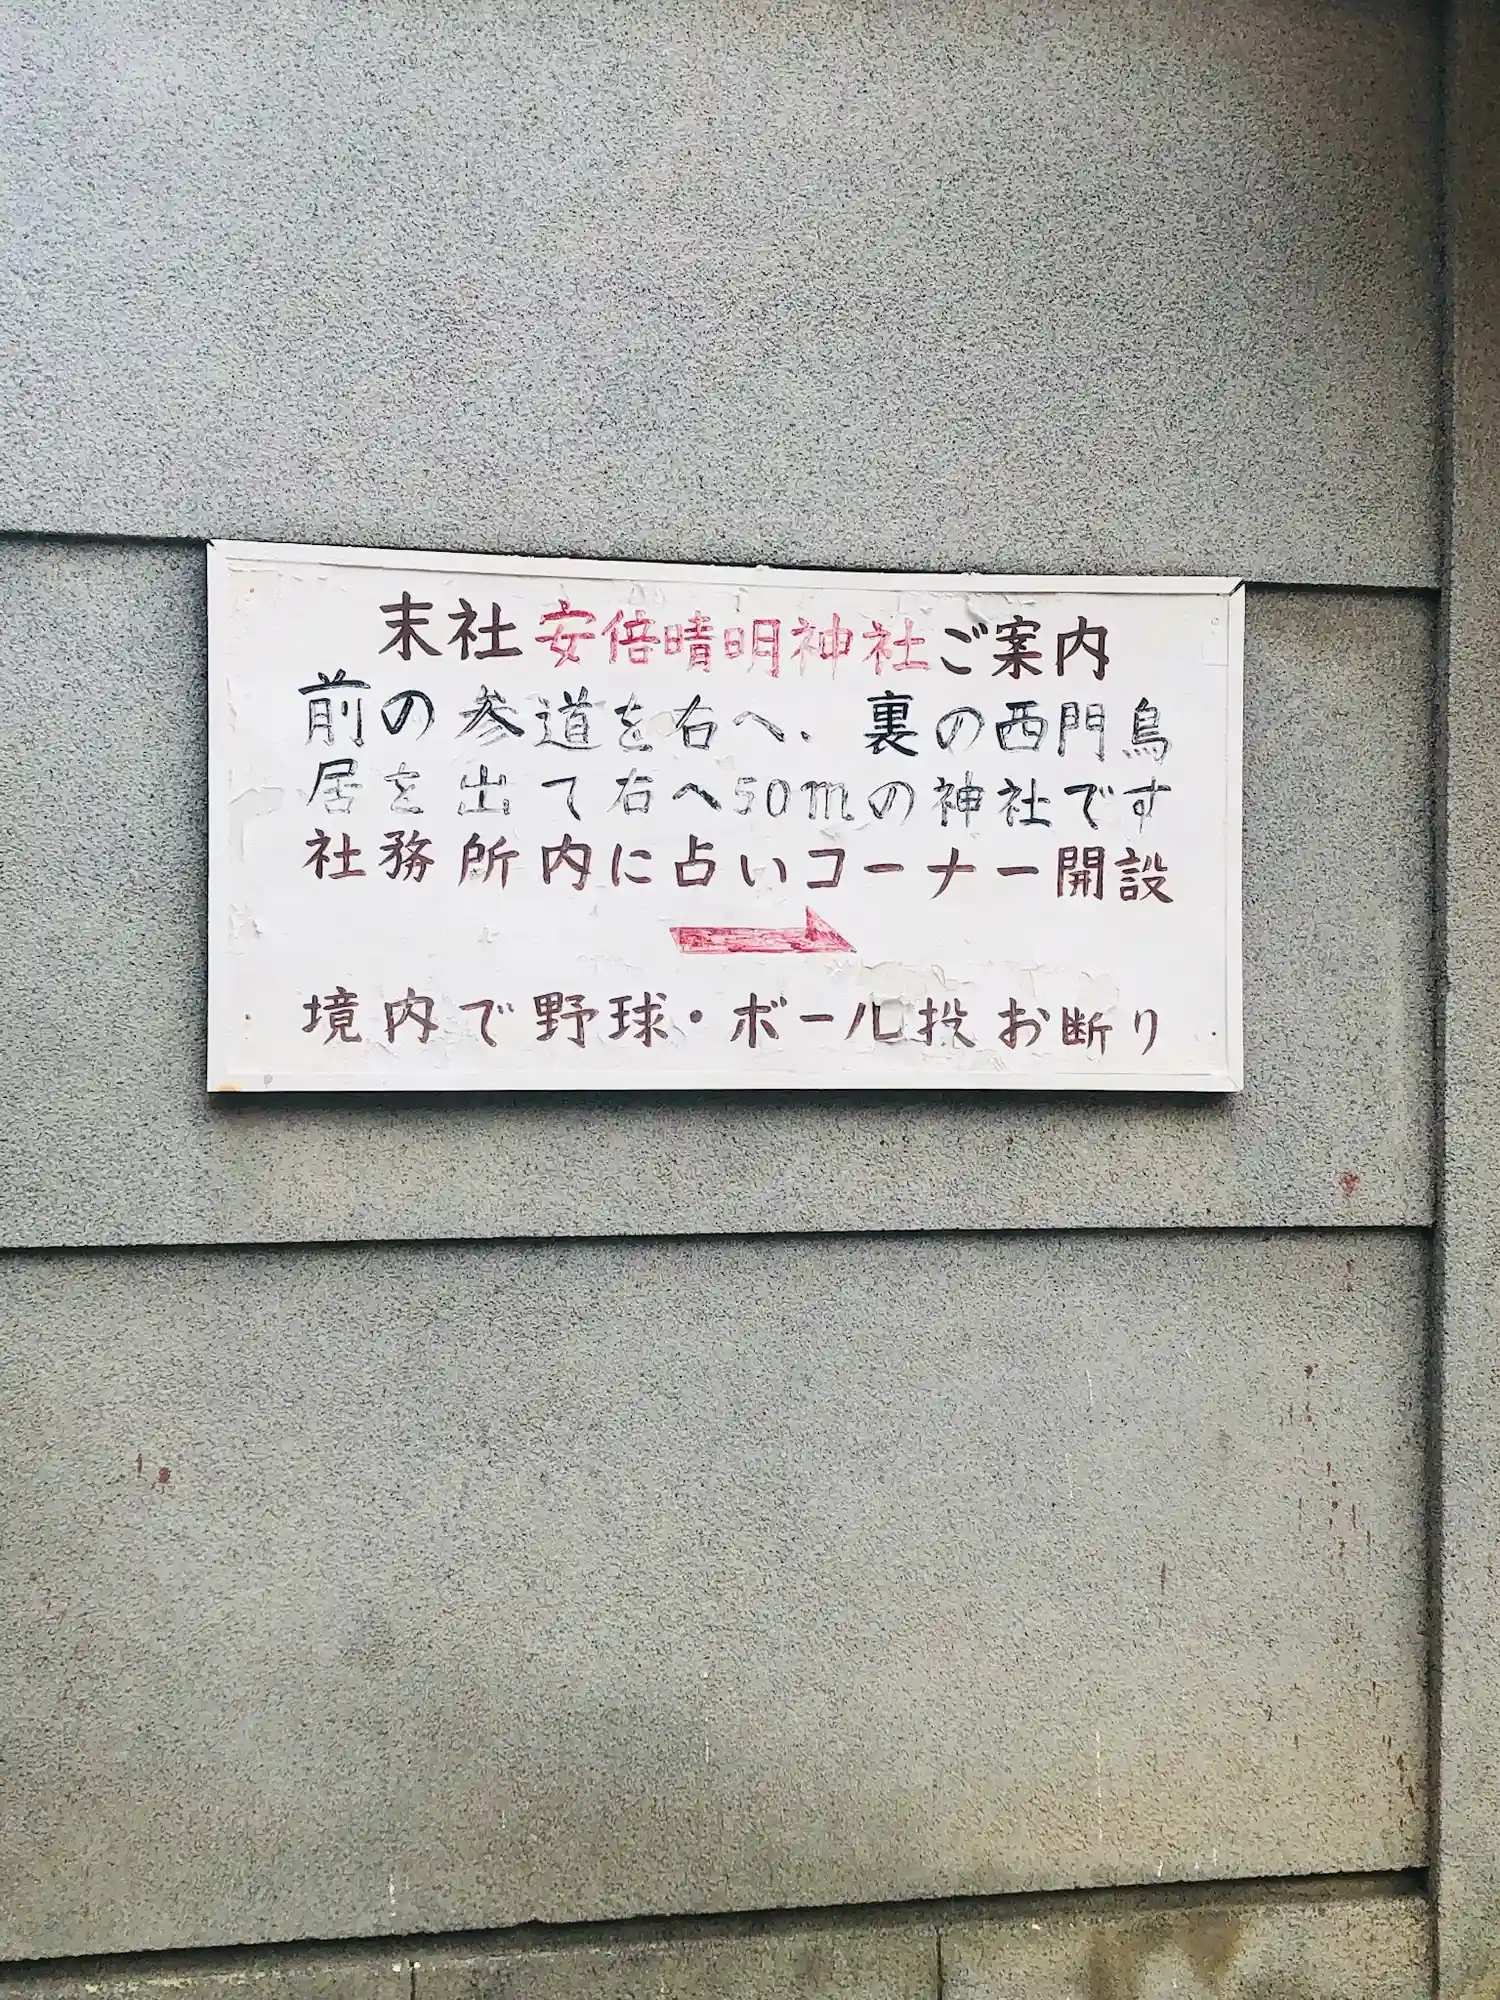 末社安倍晴明神社ご案内
前の参道を右へ．裏の西門鳥
居を出て右へ50mの神社です
社務所内に占いコーナー開設
境内で野球・ボール投お断り